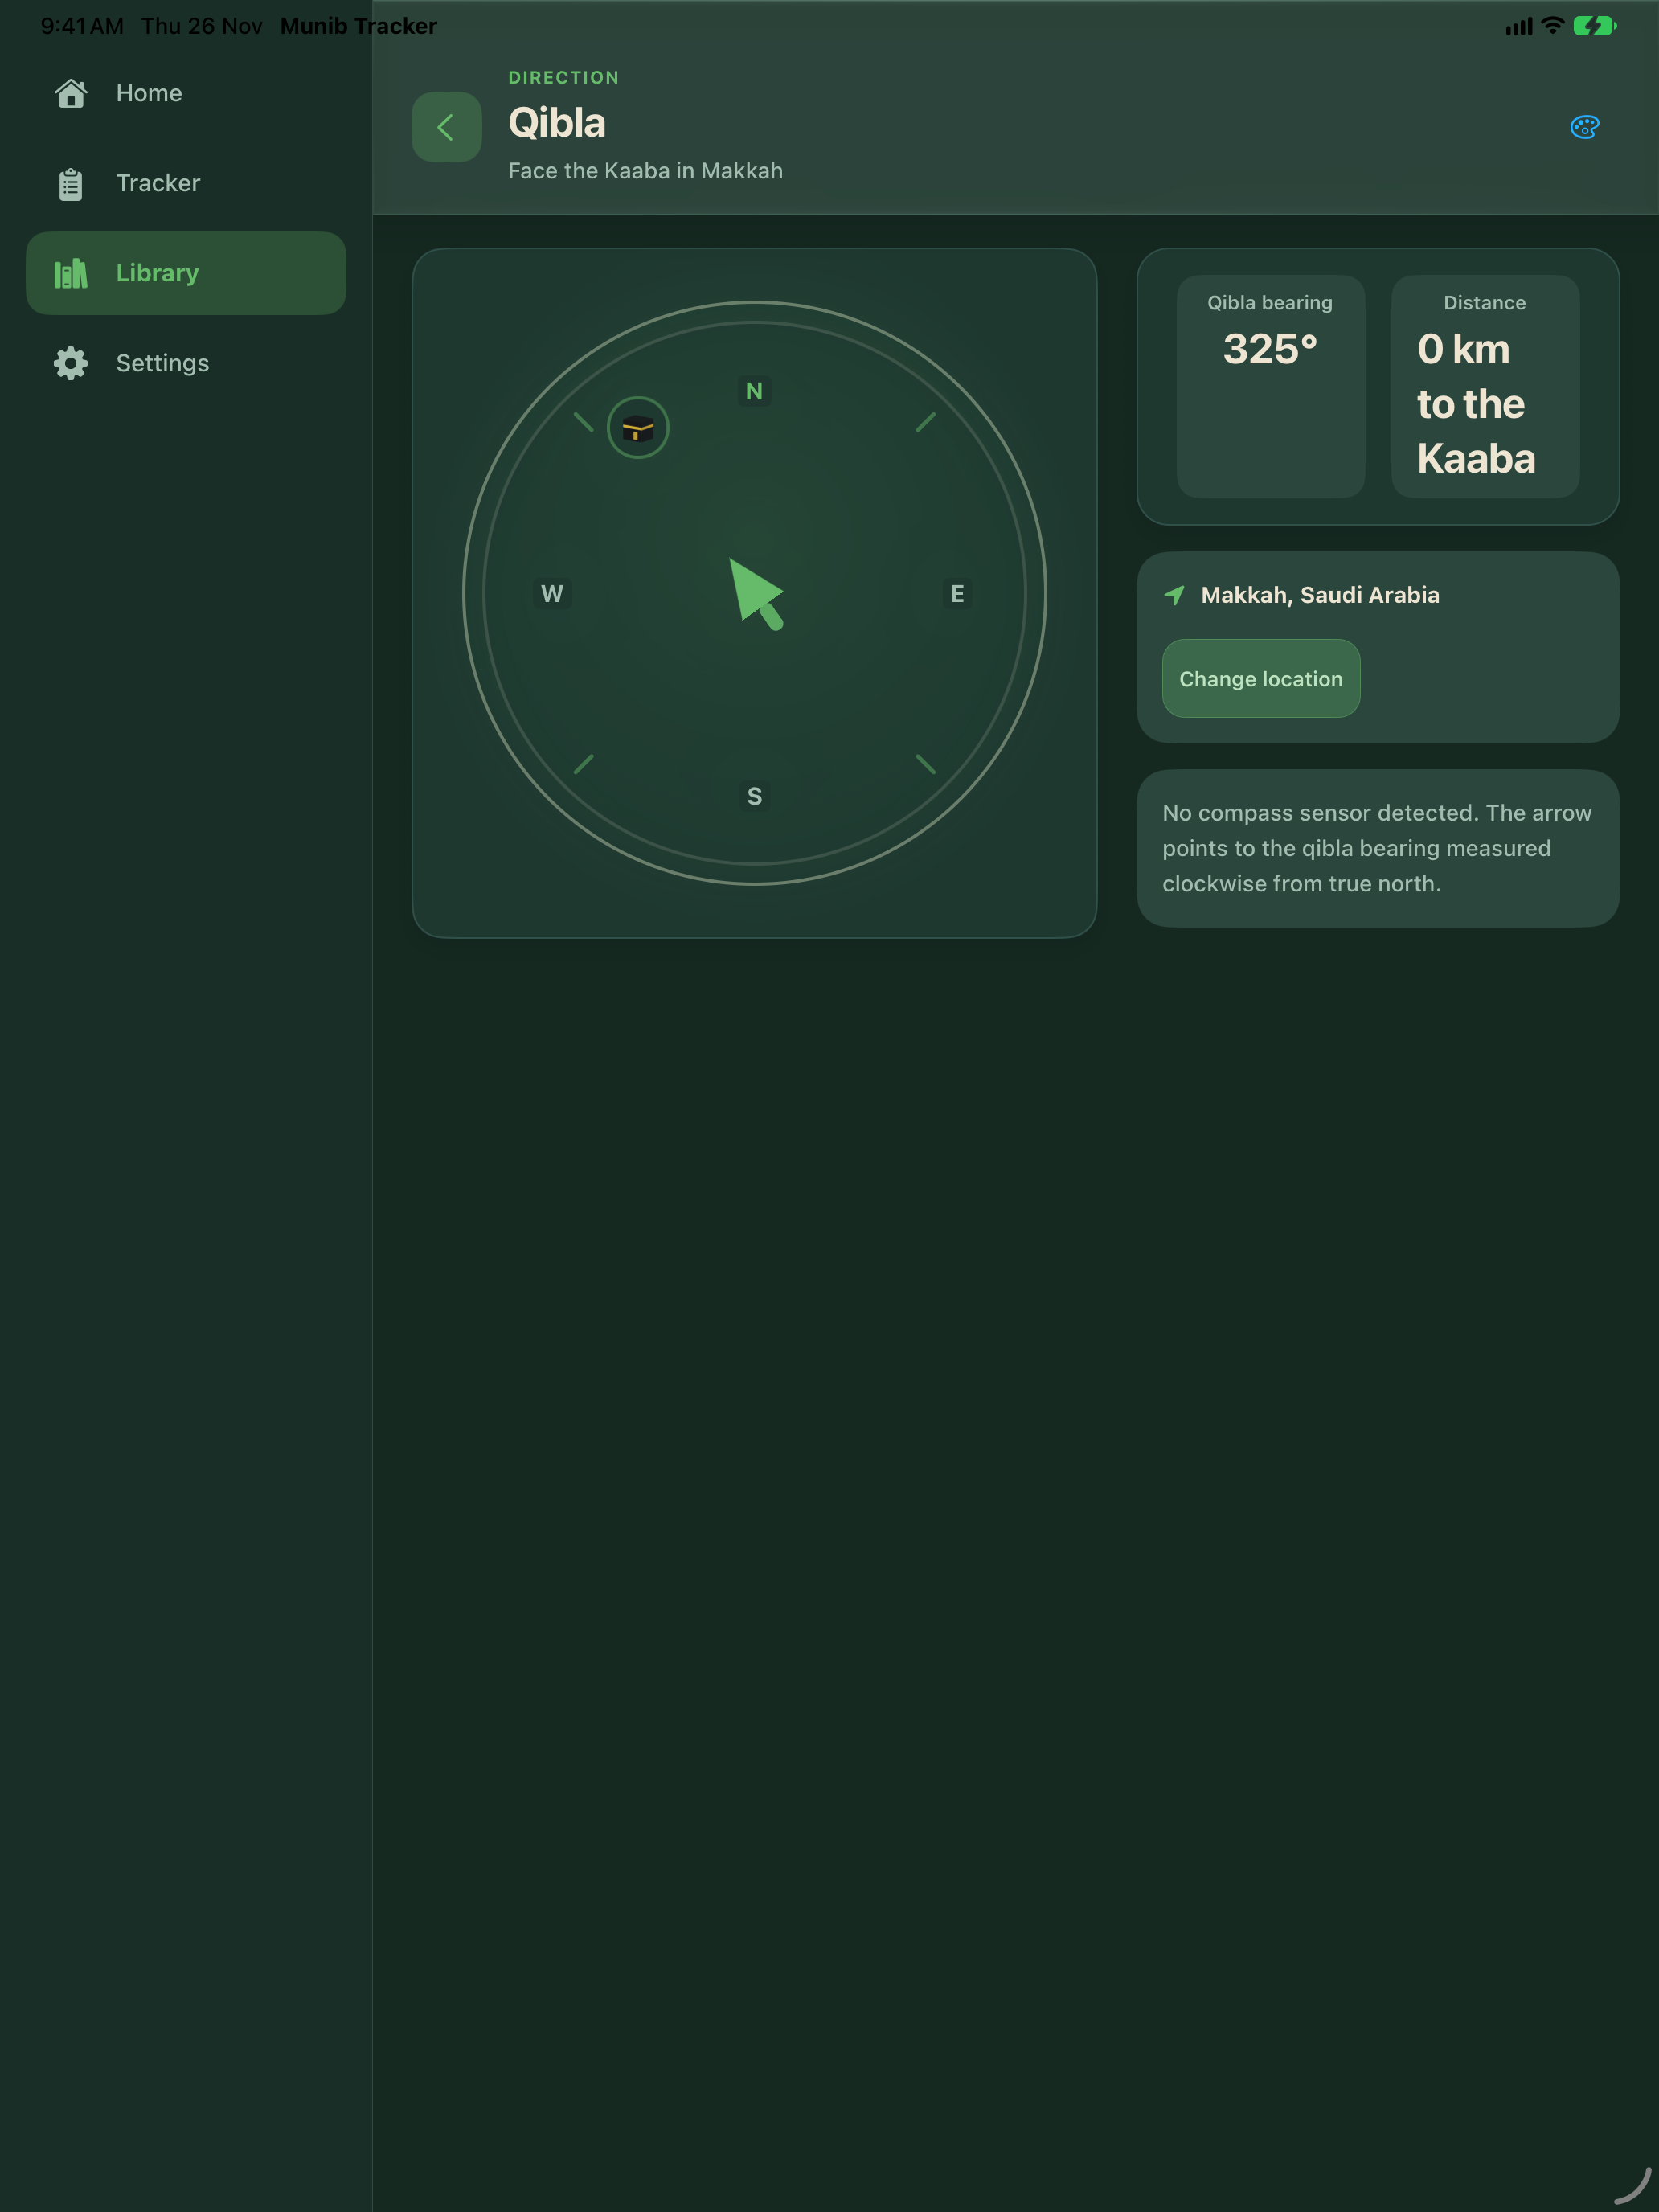 9:41 AM Thu 26 Nov Munib Tracker
Home
Tracker
Library
Settings
DIRECTION
Qibla
Face the Kaaba in Makkah
N
W
E
S
Qibla bearing
325°
Distance
0 km
to the
Kaaba
Makkah, Saudi Arabia
Change location
No compass sensor detected. The arrow
points to the qibla bearing measured
clockwise from true north.